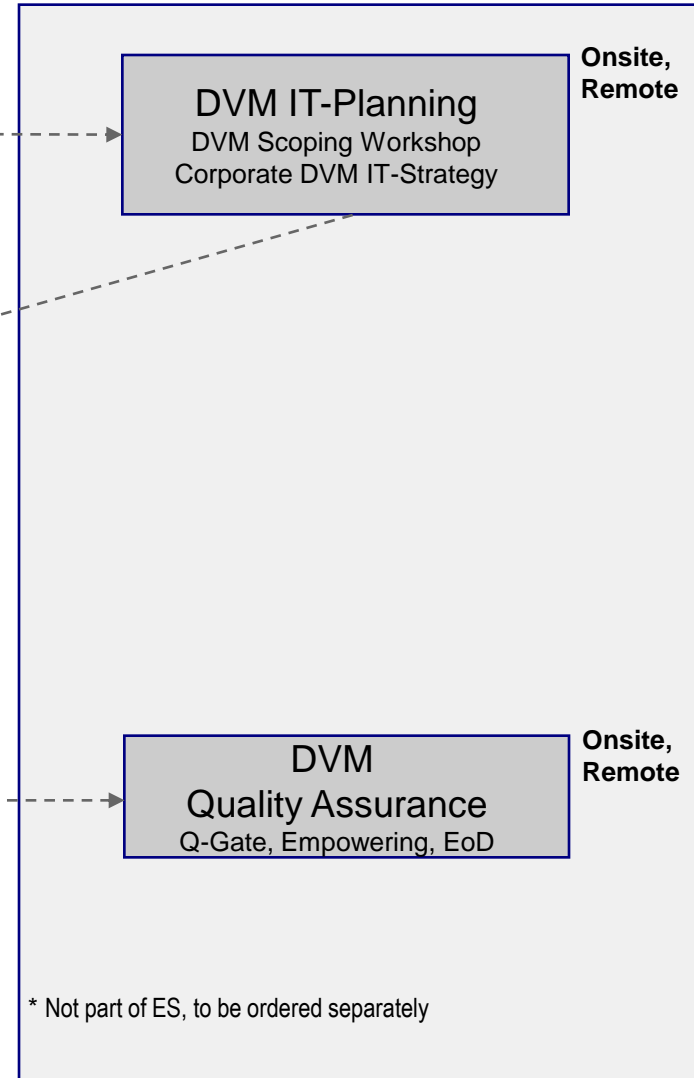 Onsite,
Remote
DVM IT-Planning
DVM Scoping Workshop
Corporate DVM IT-Strategy
Onsite,
Remote
DVM
Quality Assurance
Q-Gate, Empowering, EoD
* Not part of ES, to be ordered separately